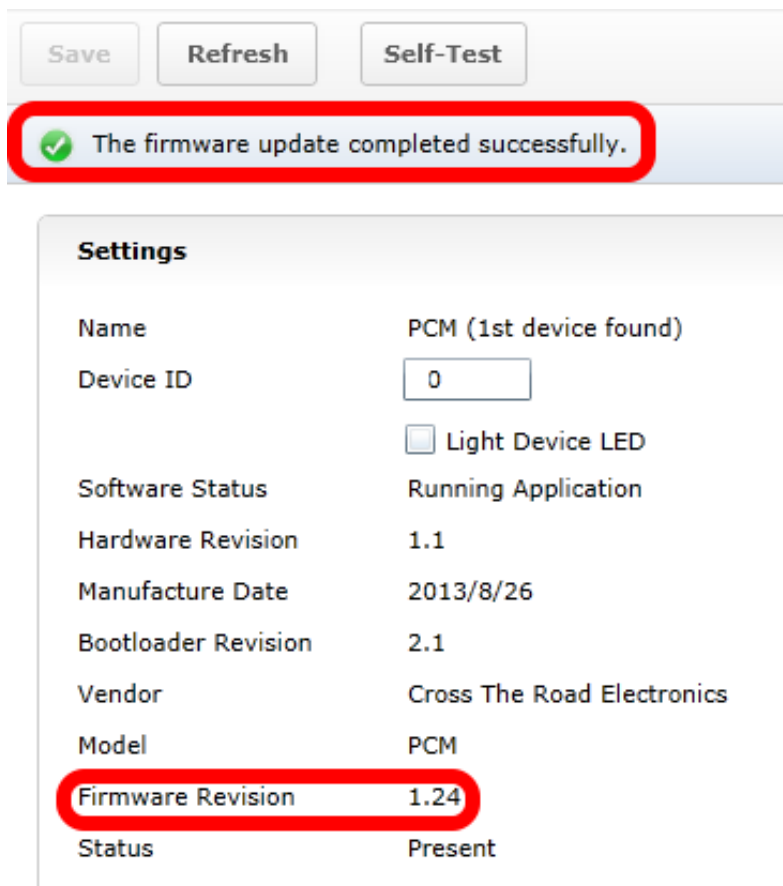 Save Refresh Self-Test
The firmware update completed successfully.
Settings
Name PCM (1st device found)
Device ID 0
Light Device LED
Software Status Running Application
Hardware Revision 1.1
Manufacture Date 2013/8/26
Bootloader Revision 2.1
Vendor Cross The Road Electronics
Model PCM
Firmware Revision 1.24
Status Present